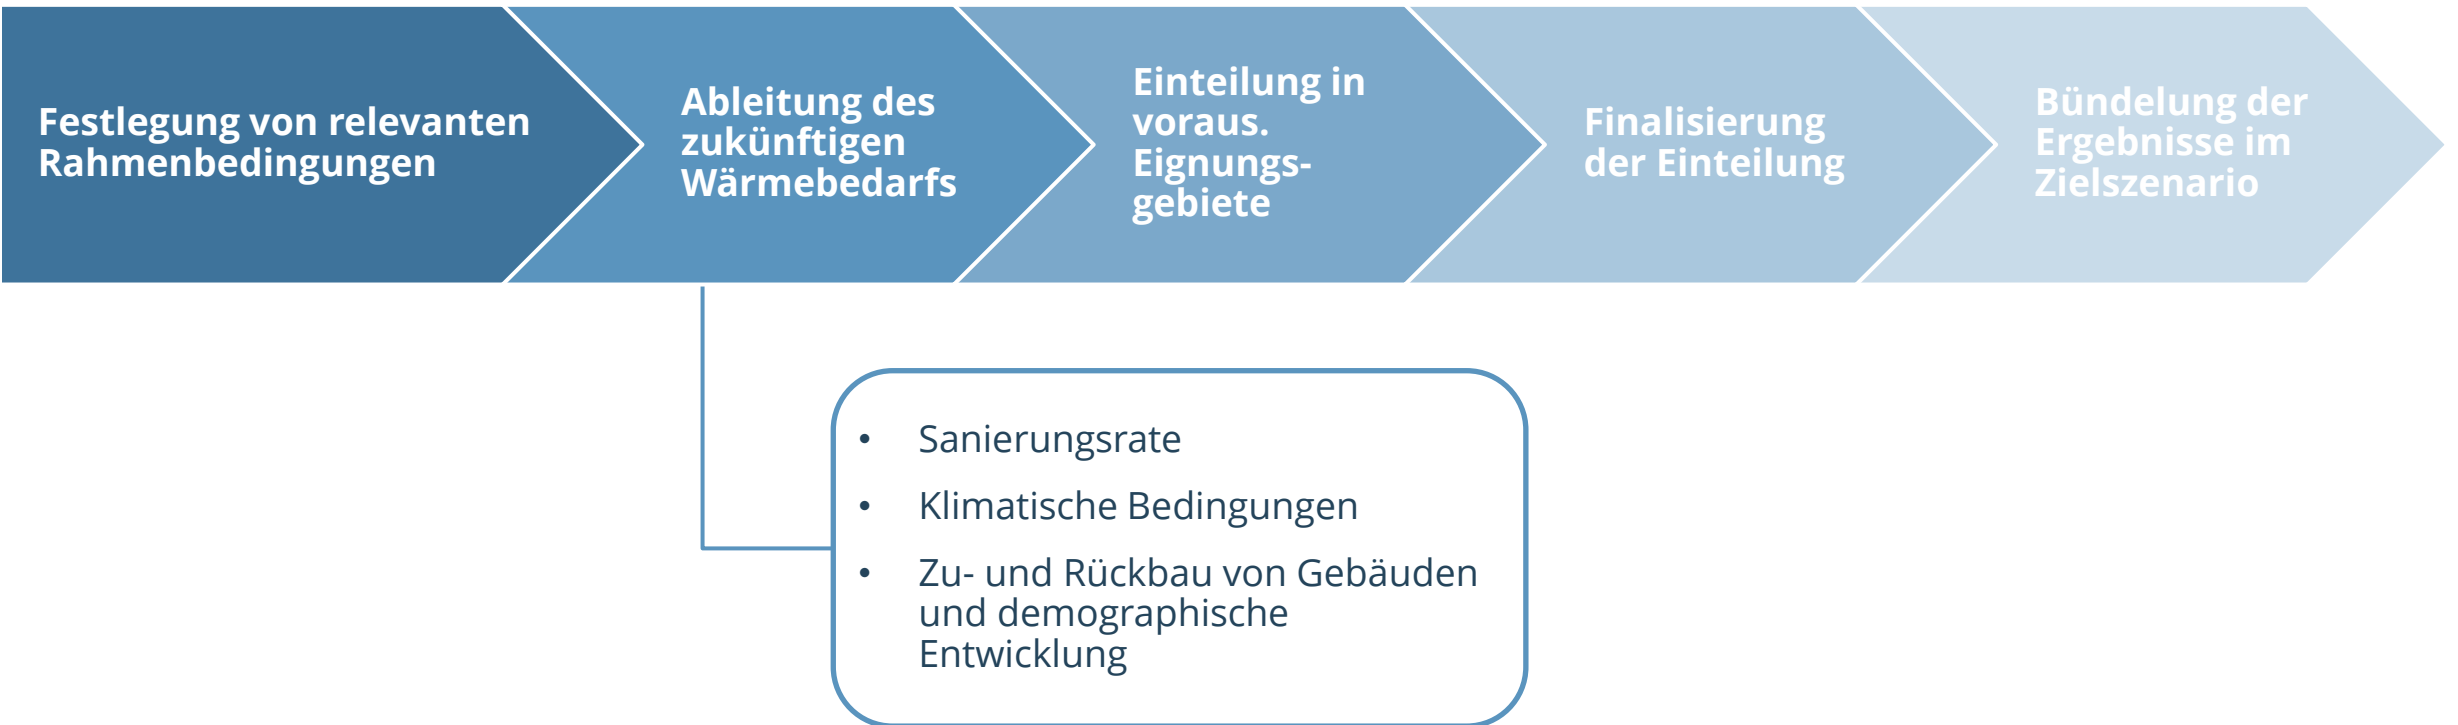 Festlegung von relevanten
Rahmenbedingungen
Ableitung des
zukünftigen
Wärmebedarfs
Einteilung in
voraus.
Eignungs-
gebiete
Finalisierung
der Einteilung
Bündelung der
Ergebnisse im
Zielszenario
• Sanierungsrate
• Klimatische Bedingungen
• Zu- und Rückbau von Gebäuden
und demographische
Entwicklung